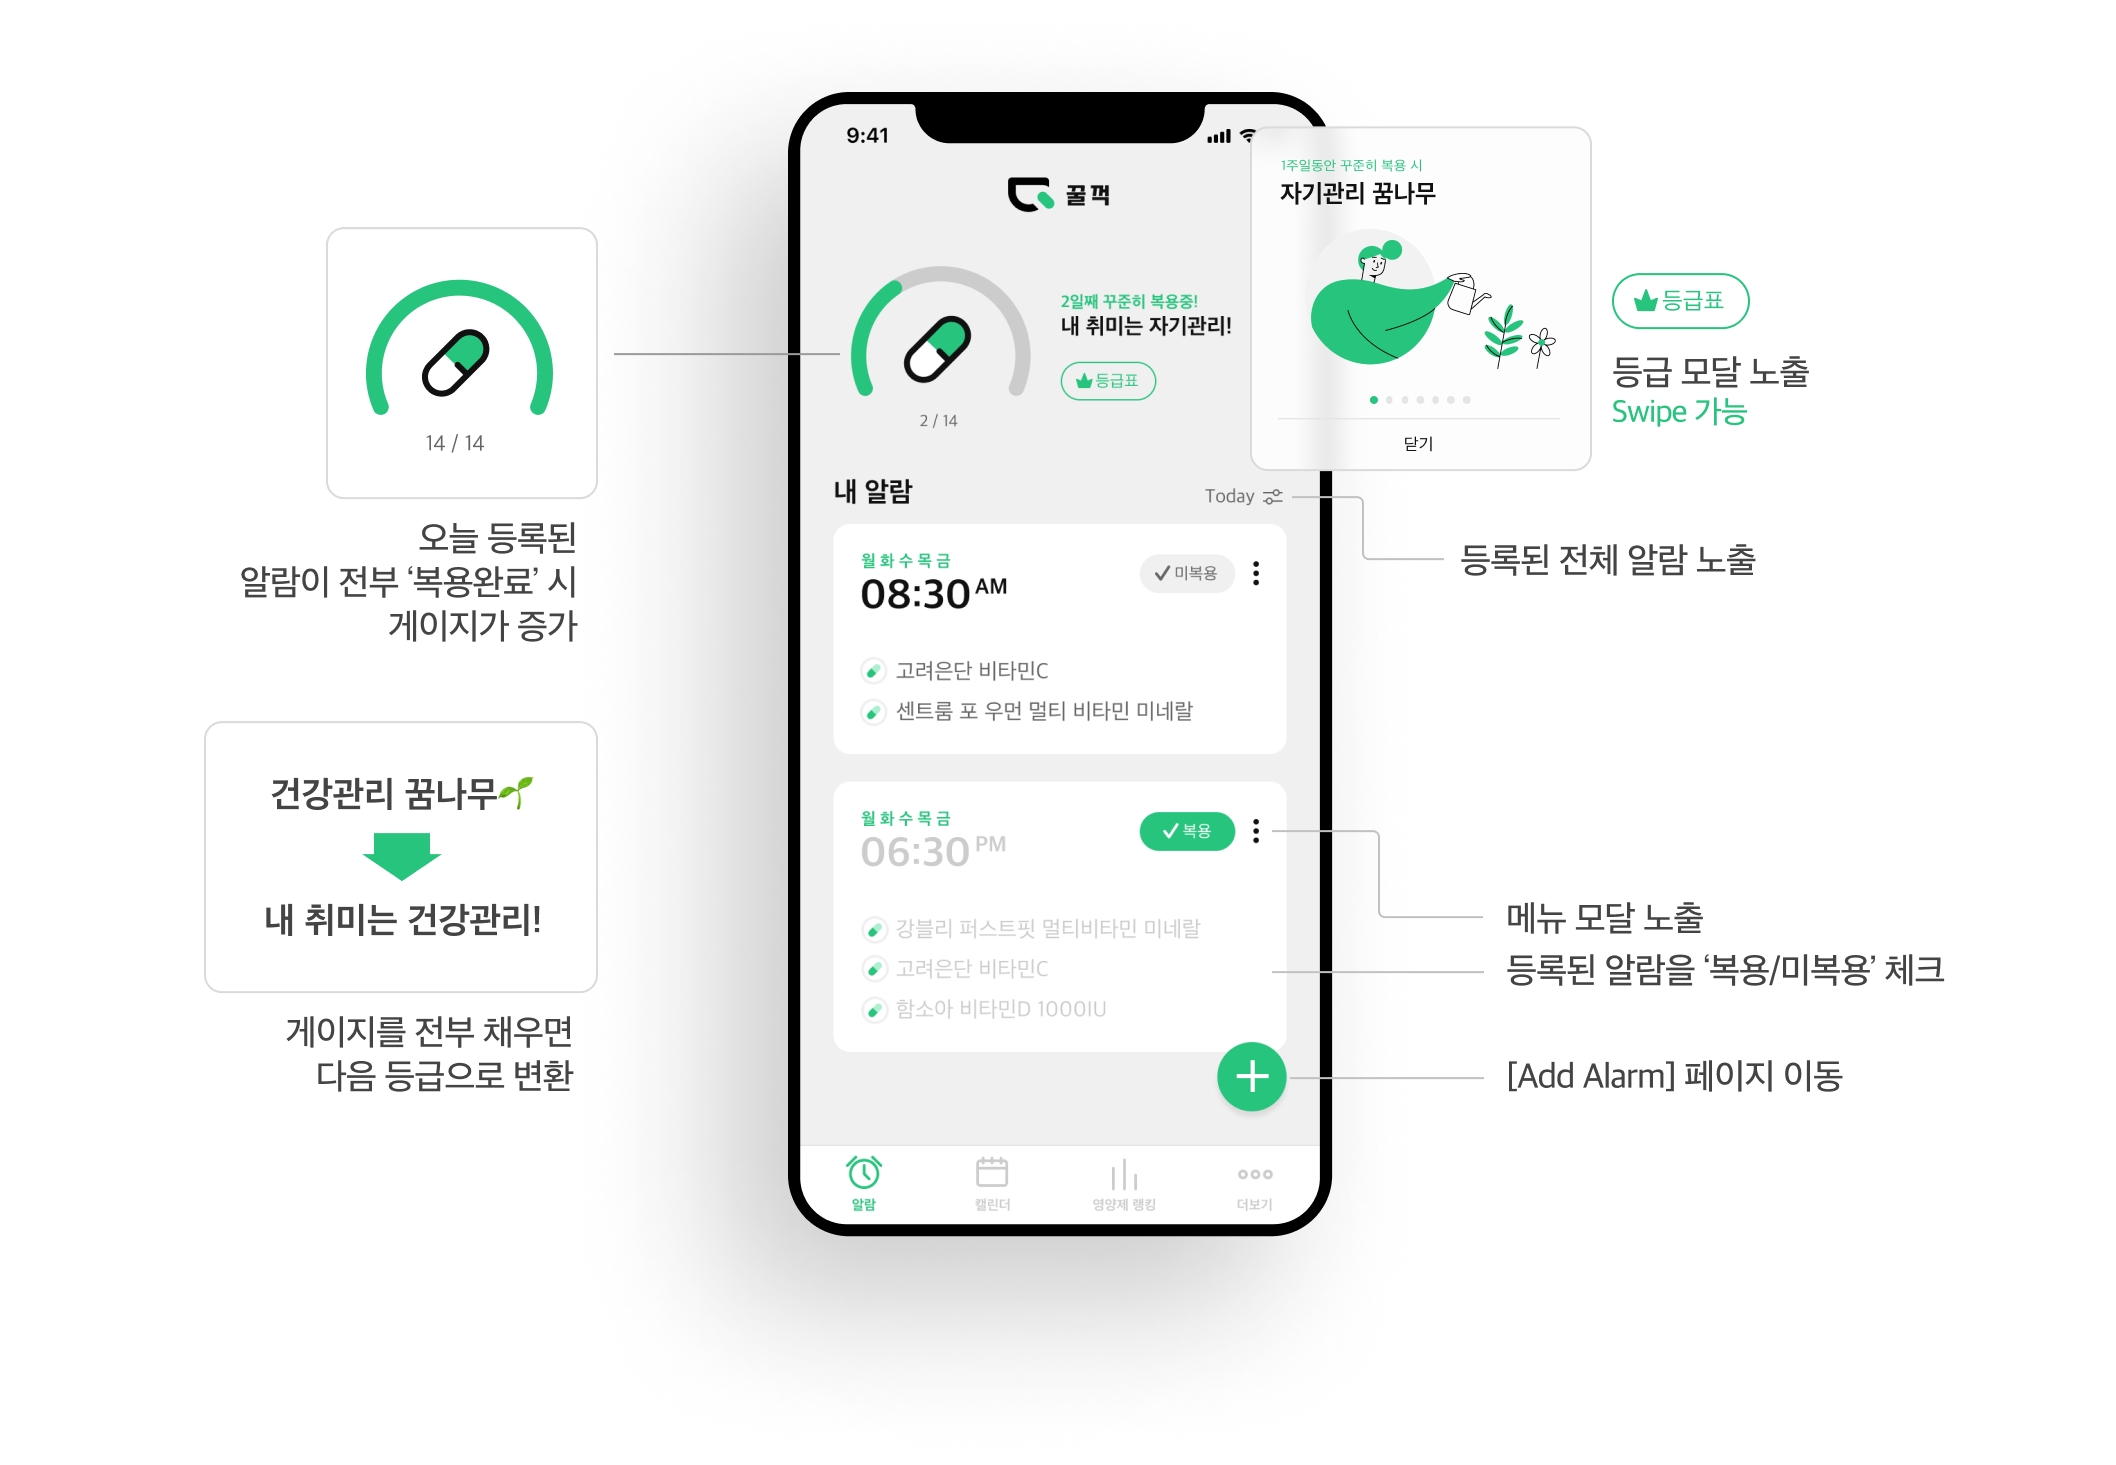 9:41
꿀꺽
2일째 꾸준히 복용중!
내 취미는 자기관리!
등급표
2 / 14
내 알람
Today
월 화 수 목 금
08:30 AM
미복용
고려은단 비타민C
센트룸 포 우먼 멀티 비타민 미네랄
월 화 수 목 금
06:30 PM
복용
강블리 퍼스트핏 멀티비타민 미네랄
고려은단 비타민C
함소아 비타민D 1000IU
알람
캘린더
영양제 랭킹
더보기
14 / 14
오늘 등록된
알람이 전부 ‘복용완료’ 시
게이지가 증가
건강관리 꿈나무🌱
내 취미는 건강관리!
게이지를 전부 채우면
다음 등급으로 변환
1주일동안 꾸준히 복용 시
자기관리 꿈나무
닫기
등급표
등급 모달 노출
Swipe 가능
등록된 전체 알람 노출
메뉴 모달 노출
등록된 알람을 ‘복용/미복용’ 체크
[Add Alarm] 페이지 이동